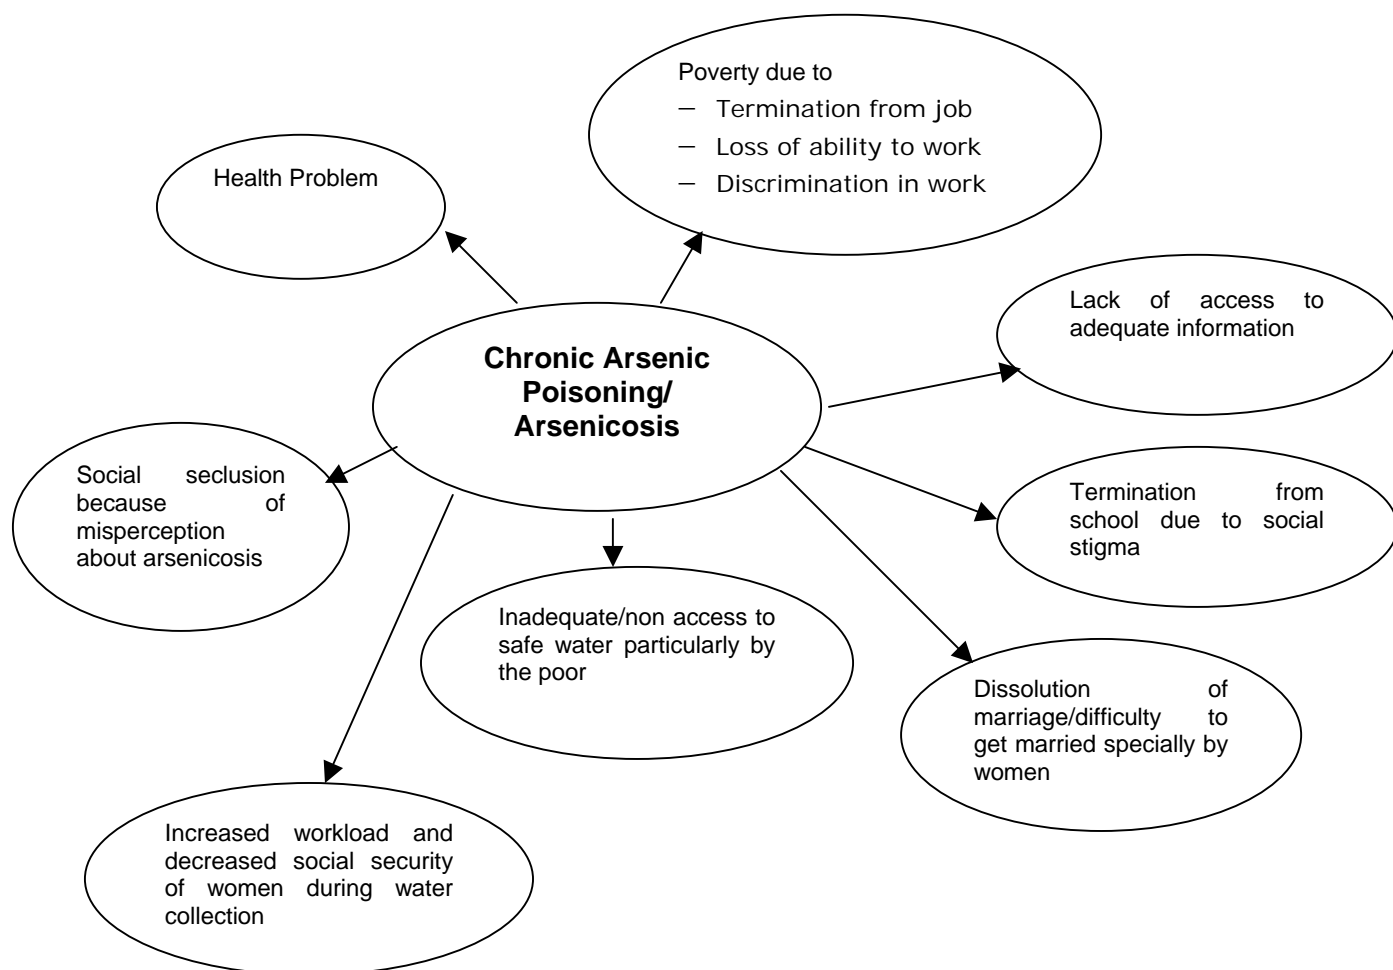 Poverty due to
– Termination from job
– Loss of ability to work
– Discrimination in work
Health Problem
Lack of access to
adequate information
Chronic Arsenic
Poisoning/
Arsenicosis
Social seclusion
because of
misperception
about arsenicosis
Termination from
school due to social
stigma
Inadequate/non access to
safe water particularly by
the poor
Dissolution of
marriage/difficulty to
get married specially by
women
Increased workload and
decreased social security
of women during water
collection